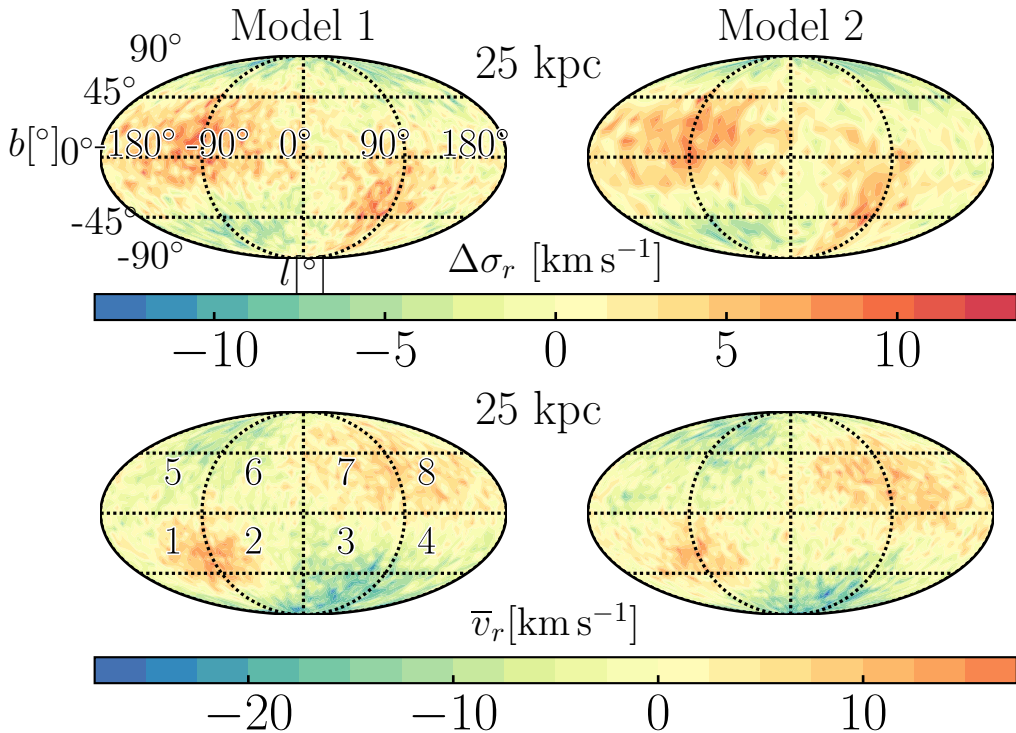 Model 1 Model 2
90° 25 kpc
45°
b[°] 0° -180° -90° 0° 90° 180°
-45°
-90° l[°] Δσ_r [km s⁻¹]
−10 −5 0 5 10
25 kpc
5 6 7 8
1 2 3 4
v̅_r[km s⁻¹]
−20 −10 0 10